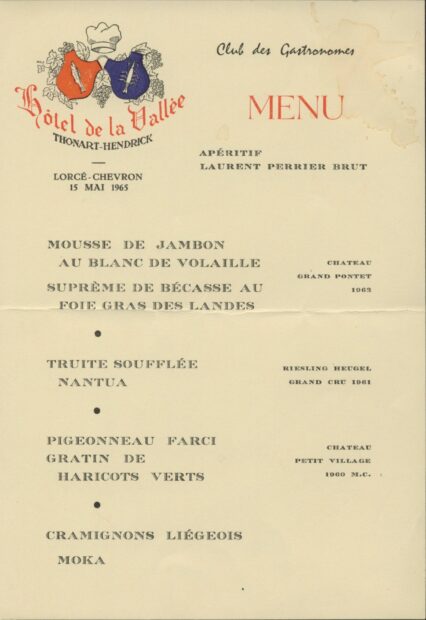 Club des Gastronomes
Hôtel de la Vallée
THONART-HENDRICK
LORCÉ-CHEVRON
15 MAI 1965
MENU
APÉRITIF
LAURENT PERRIER BRUT
MOUSSE DE JAMBON
AU BLANC DE VOLAILLE
SUPRÈME DE BÉCASSE AU
FOIE GRAS DES LANDES
CHATEAU
GRAND PONTET
1962
TRUITE SOUFFLÉE
NANTUA
RIESLING HEUGEL
GRAND CRU 1961
PIGEONNEAU FARCI
GRATIN DE
HARICOTS VERTS
CHATEAU
PETIT VILLAGE
1960 M.C.
CRAMIGNONS LIÉGEOIS
MOKA